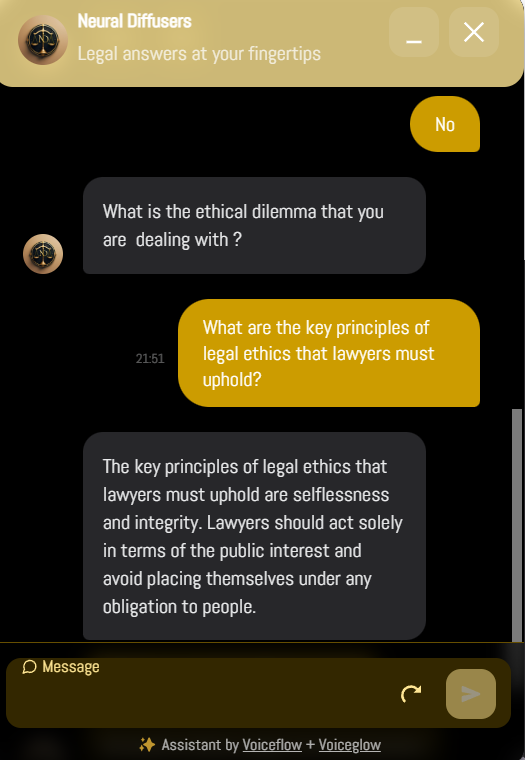 Neural Diffusers
Legal answers at your fingertips
No
What is the ethical dilemma that you
are dealing with ?
What are the key principles of
legal ethics that lawyers must
uphold?
21:51
The key principles of legal ethics that
lawyers must uphold are selflessness
and integrity. Lawyers should act solely
in terms of the public interest and
avoid placing themselves under any
obligation to people.
Message
Assistant by Voiceflow + Voiceglow